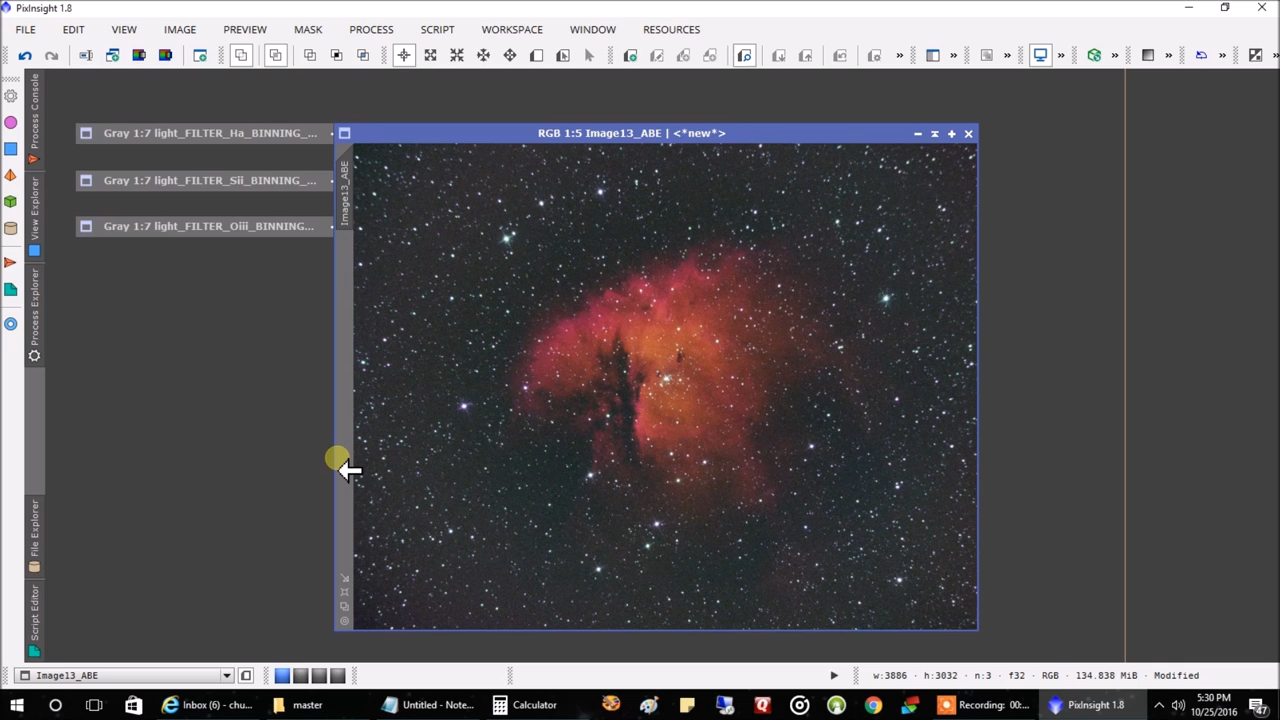 PixInsight 1.8
FILE EDIT VIEW IMAGE PREVIEW MASK PROCESS SCRIPT WORKSPACE WINDOW RESOURCES
Process Console
View Explorer
Process Explorer
File Explorer
Script Editor
Gray 1:7 light_FILTER_Ha_BINNING_...
Gray 1:7 light_FILTER_Sii_BINNING_...
Gray 1:7 light_FILTER_Oiii_BINNING...
RGB 1:5 Image13_ABE | <*new*>
Image13_ABE
Image13_ABE
w:3886 · h:3032 · n:3 · f32 · RGB · 134.838 MiB · Modified
Inbox (6) - chu...
master
Untitled - Note...
Calculator
Recording: 00:...
PixInsight 1.8
5:30 PM
10/25/2016
47